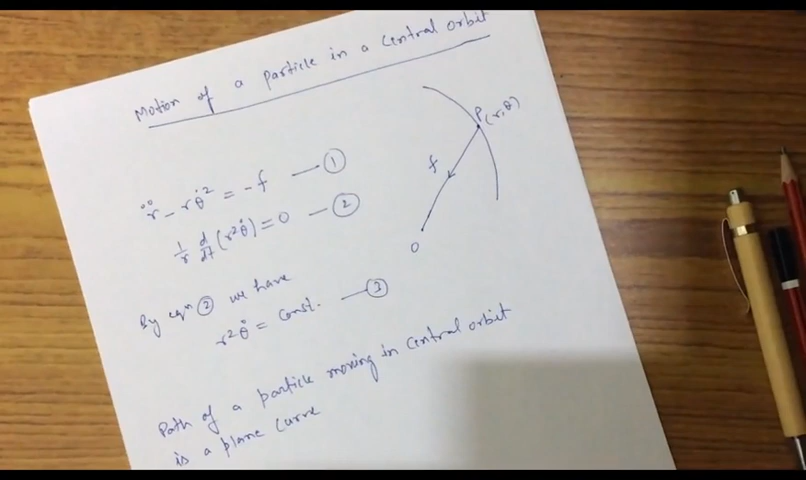 Motion of a particle in a central orbit
P(r,θ)
f
r̈ - rθ̇² = -f — ①
1/r d/dt (r²θ̇) = 0 — ②
O
By eqn ② we have
r²θ̇ = const. — ③
Path of a particle moving in central orbit
is a plane curve